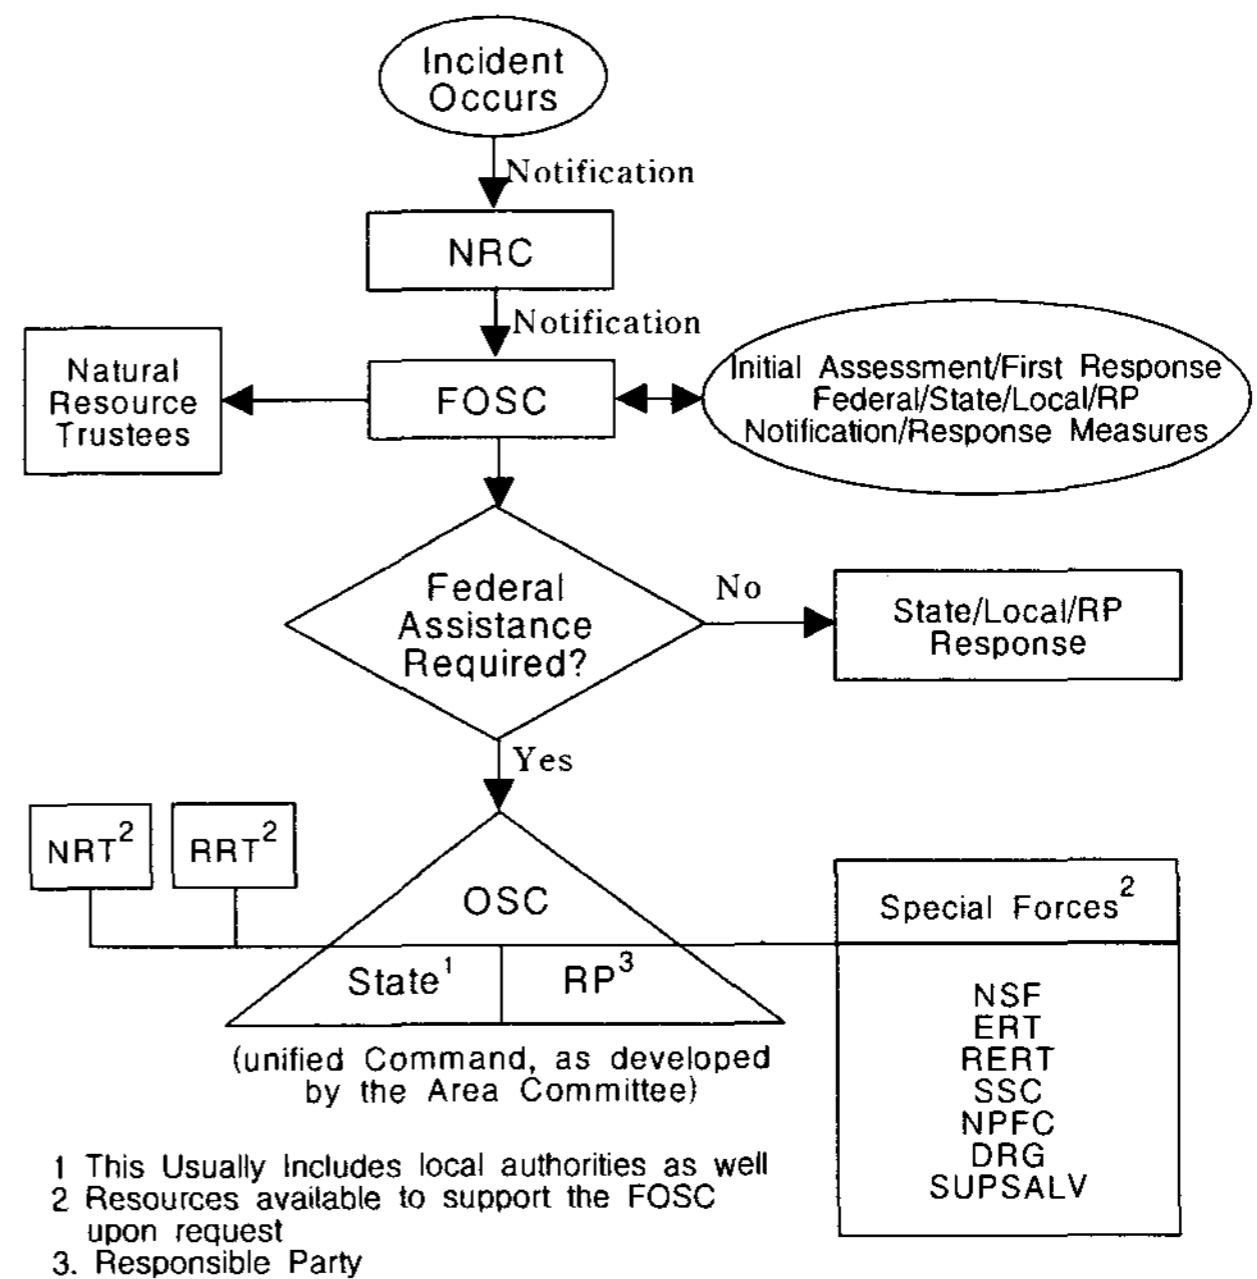 Incident
Occurs
Notification
NRC
Notification
Natural
Resource
Trustees
FOSC
Initial Assessment/First Response
Federal/State/Local/RP
Notification/Response Measures
Federal
Assistance
Required?
No
State/Local/RP
Response
Yes
NRT2
RRT2
OSC
State1
RP3
(unified Command, as developed
by the Area Committee)
Special Forces2
NSF
ERT
RERT
SSC
NPFC
DRG
SUPSALV
1 This Usually Includes local authorities as well
2 Resources available to support the FOSC
upon request
3. Responsible Party